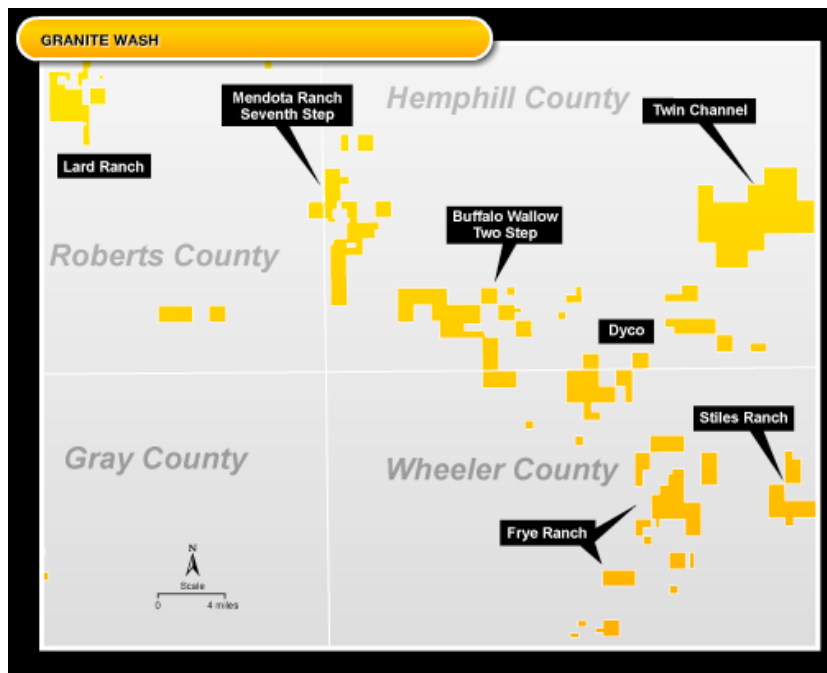 GRANITE WASH
Mendota Ranch
Seventh Step
Hemphill County
Twin Channel
Lard Ranch
Buffalo Wallow
Two Step
Roberts County
Dyco
Stiles Ranch
Gray County
Wheeler County
Frye Ranch
N
Scale
0 4 miles